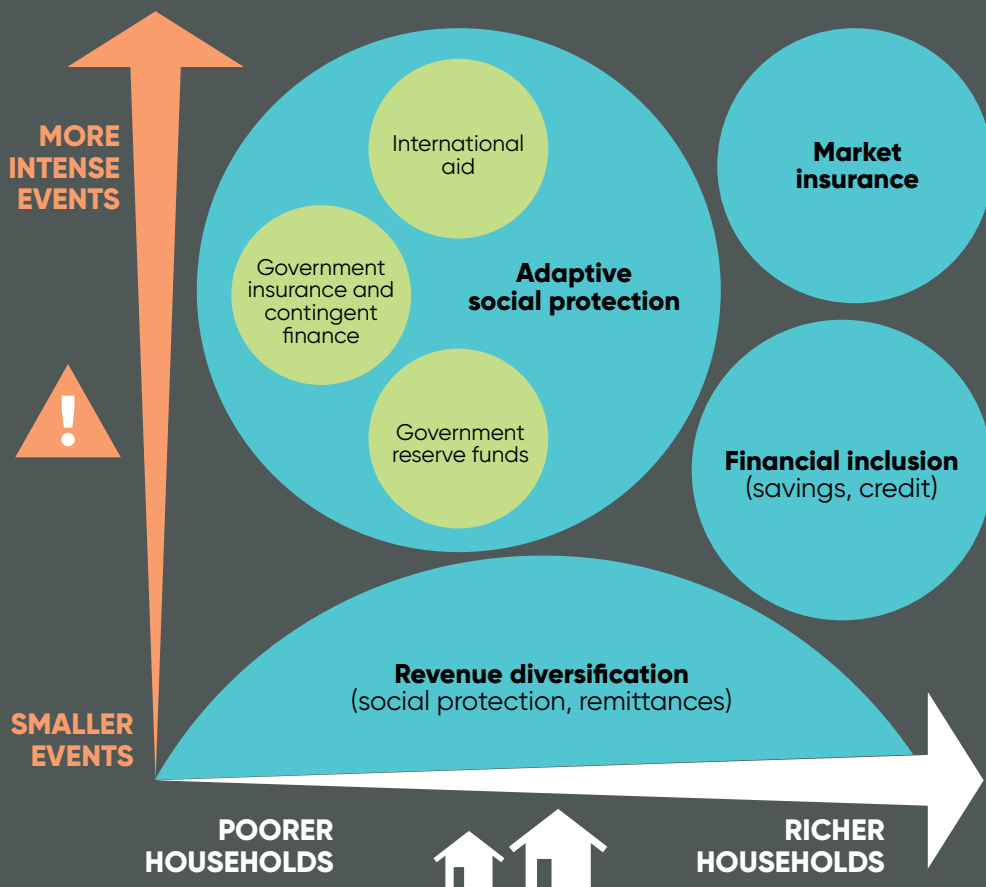 MORE
INTENSE
EVENTS
International
aid
Market
insurance
Government
insurance and
contingent
finance
Adaptive
social protection
!
Government
reserve funds
Financial inclusion
(savings, credit)
Revenue diversification
(social protection, remittances)
SMALLER
EVENTS
POORER
HOUSEHOLDS
RICHER
HOUSEHOLDS